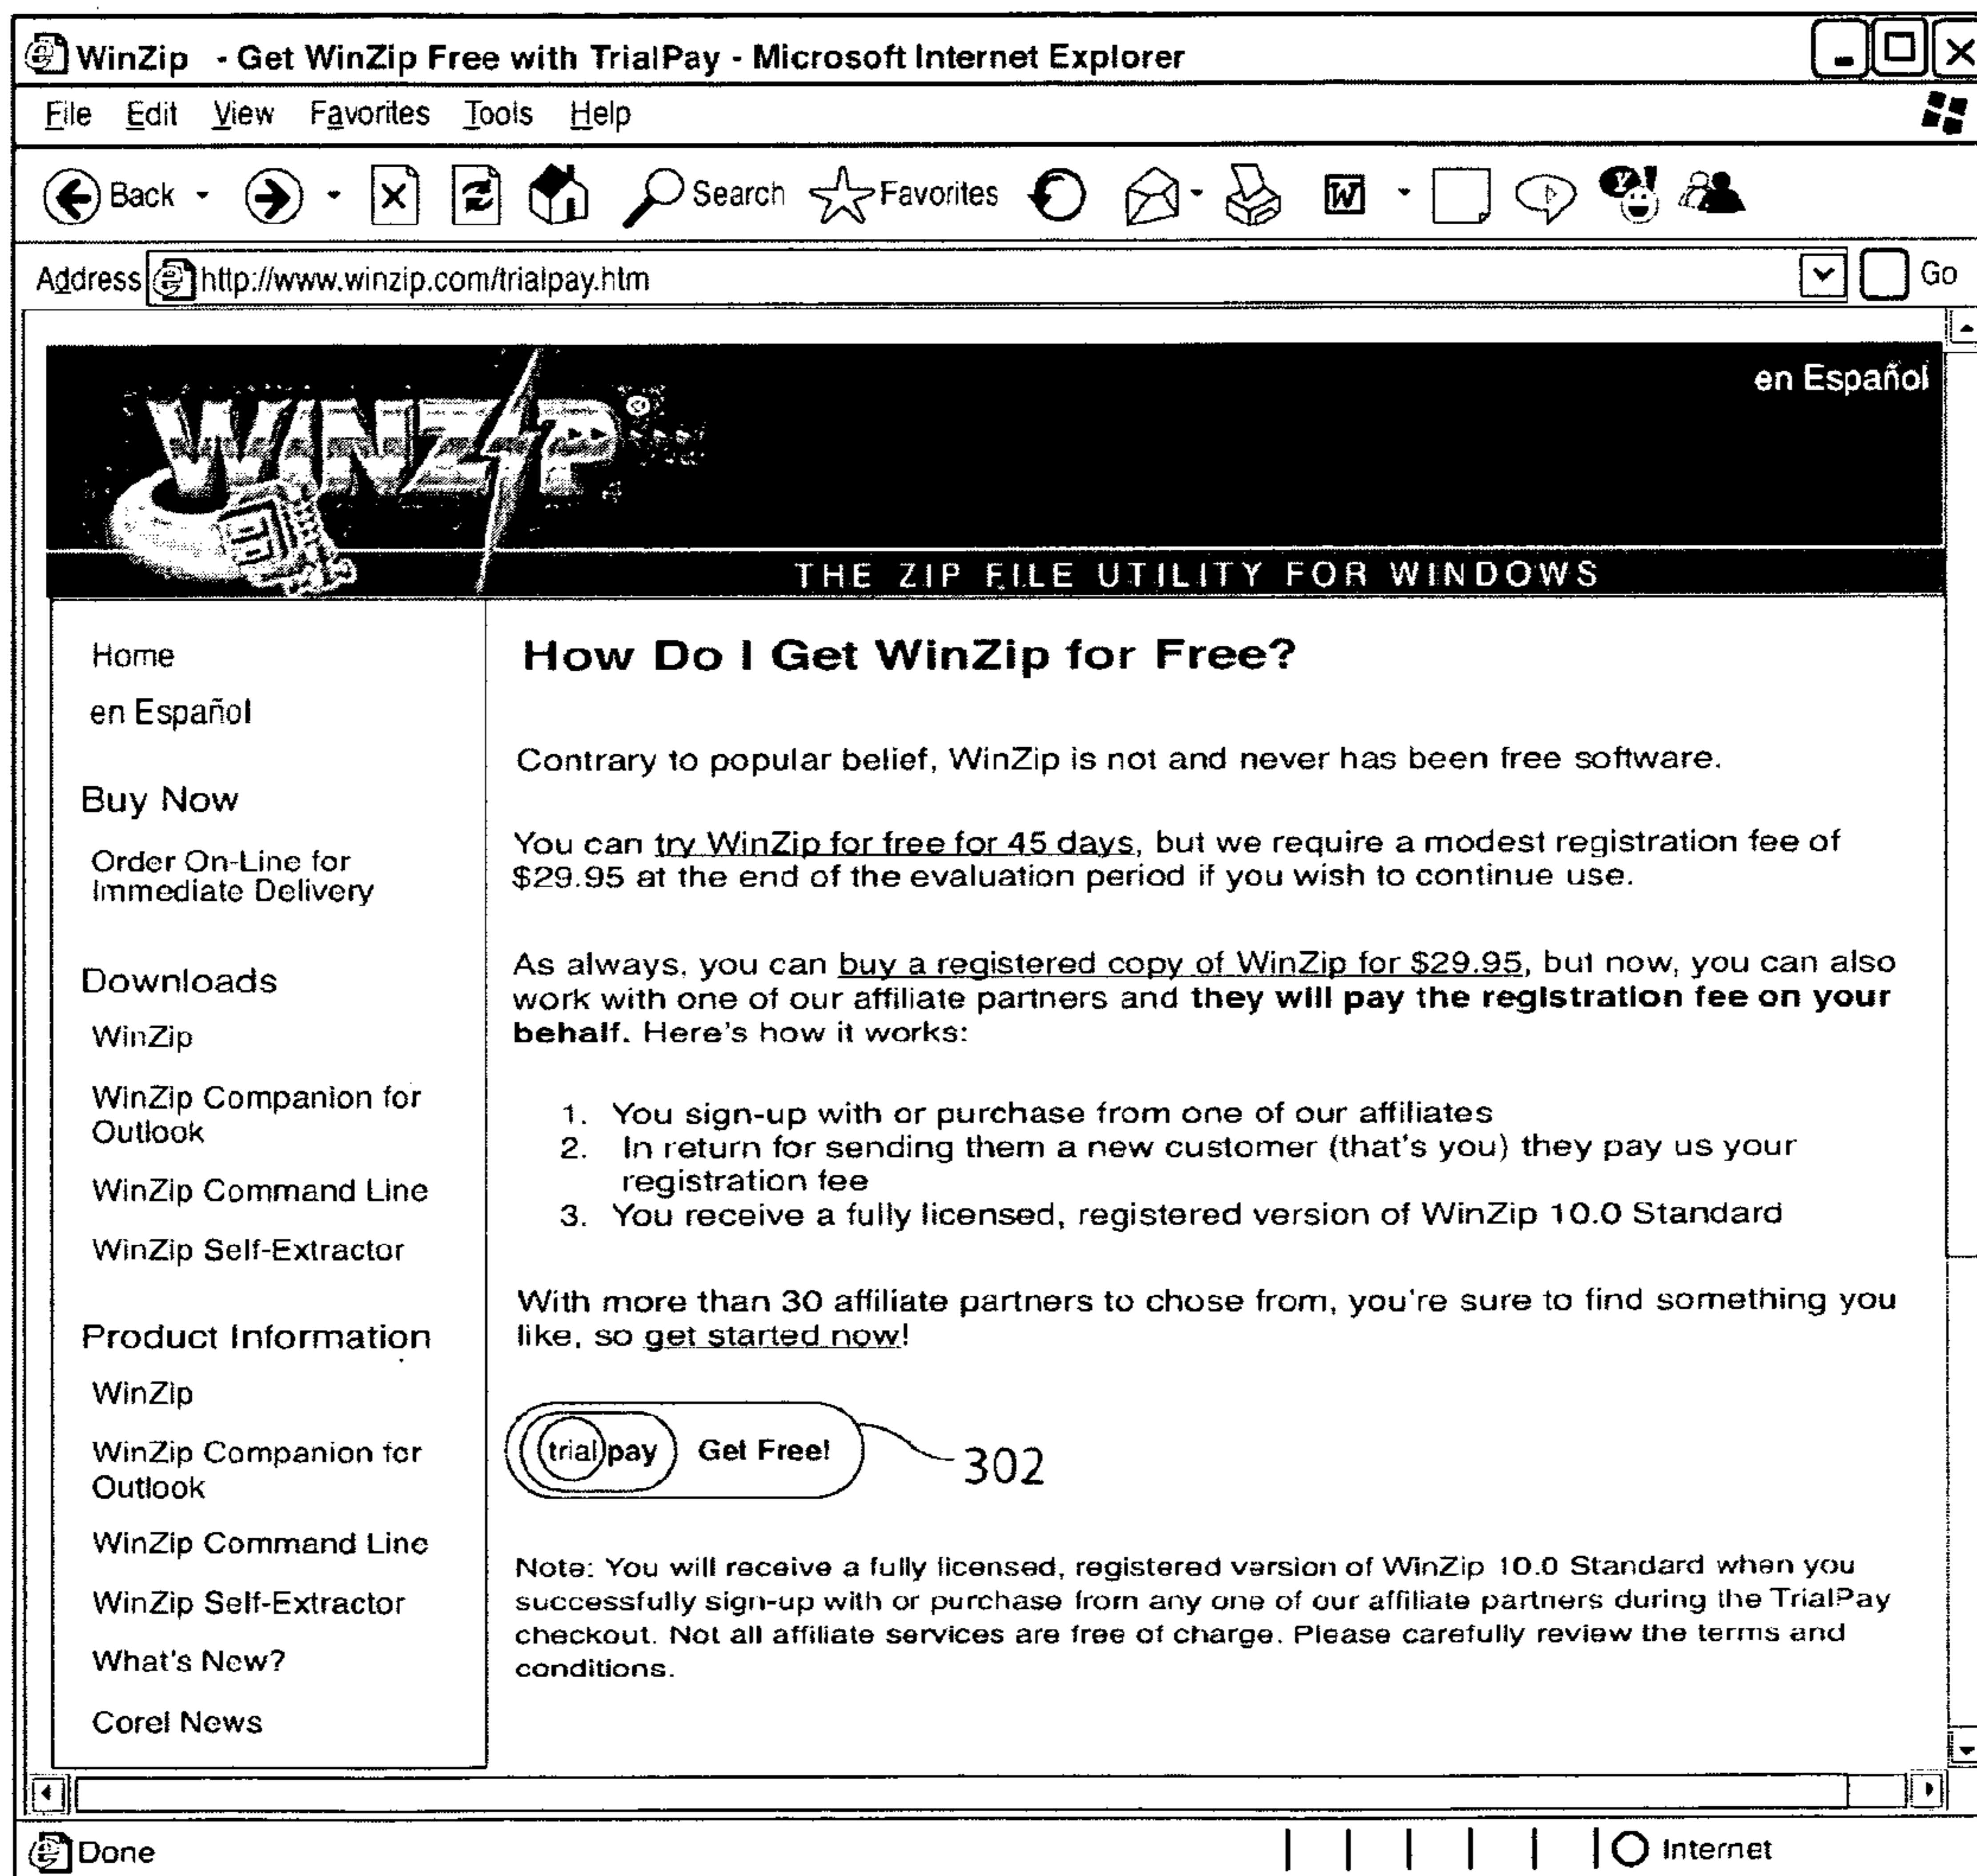 WinZip - Get WinZip Free with TrialPay - Microsoft Internet Explorer
File Edit View Favorites Tools Help
Back Search Favorites W Y!
Address http://www.winzip.com/trialpay.htm Go
en Español
WINZIP®
THE ZIP FILE UTILITY FOR WINDOWS
Home
en Español
Buy Now
Order On-Line for
Immediate Delivery
Downloads
WinZip
WinZip Companion for
Outlook
WinZip Command Line
WinZip Self-Extractor
Product Information
WinZip
WinZip Companion for
Outlook
WinZip Command Line
WinZip Self-Extractor
What's New?
Corel News
How Do I Get WinZip for Free?
Contrary to popular belief, WinZip is not and never has been free software.
You can try WinZip for free for 45 days, but we require a modest registration fee of
$29.95 at the end of the evaluation period if you wish to continue use.
As always, you can buy a registered copy of WinZip for $29.95, but now, you can also
work with one of our affiliate partners and they will pay the registration fee on your
behalf. Here's how it works:
1. You sign-up with or purchase from one of our affiliates
2. In return for sending them a new customer (that's you) they pay us your
registration fee
3. You receive a fully licensed, registered version of WinZip 10.0 Standard
With more than 30 affiliate partners to chose from, you're sure to find something you
like, so get started now!
trialpay Get Free! 302
Note: You will receive a fully licensed, registered version of WinZip 10.0 Standard when you
successfully sign-up with or purchase from any one of our affiliate partners during the TrialPay
checkout. Not all affiliate services are free of charge. Please carefully review the terms and
conditions.
Done Internet